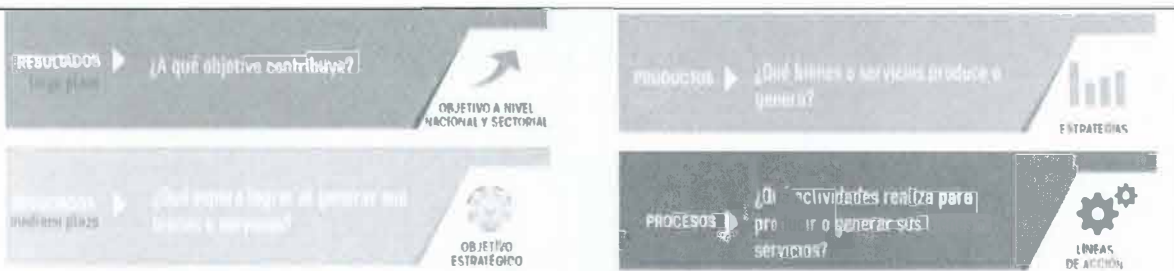 RESULTADOS
largo plazo
¿A qué objetivo contribuye?
OBJETIVO A NIVEL
NACIONAL Y SECTORIAL
RESULTADOS
mediano plazo
¿Qué espera lograr al generar sus
bienes o servicios?
OBJETIVO
ESTRATÉGICO
PRODUCTOS
¿Qué bienes o servicios produce o
genera?
ESTRATEGIAS
PROCESOS
actividades realiza para
o generar sus
servicios?
LÍNEAS
DE ACCIÓN